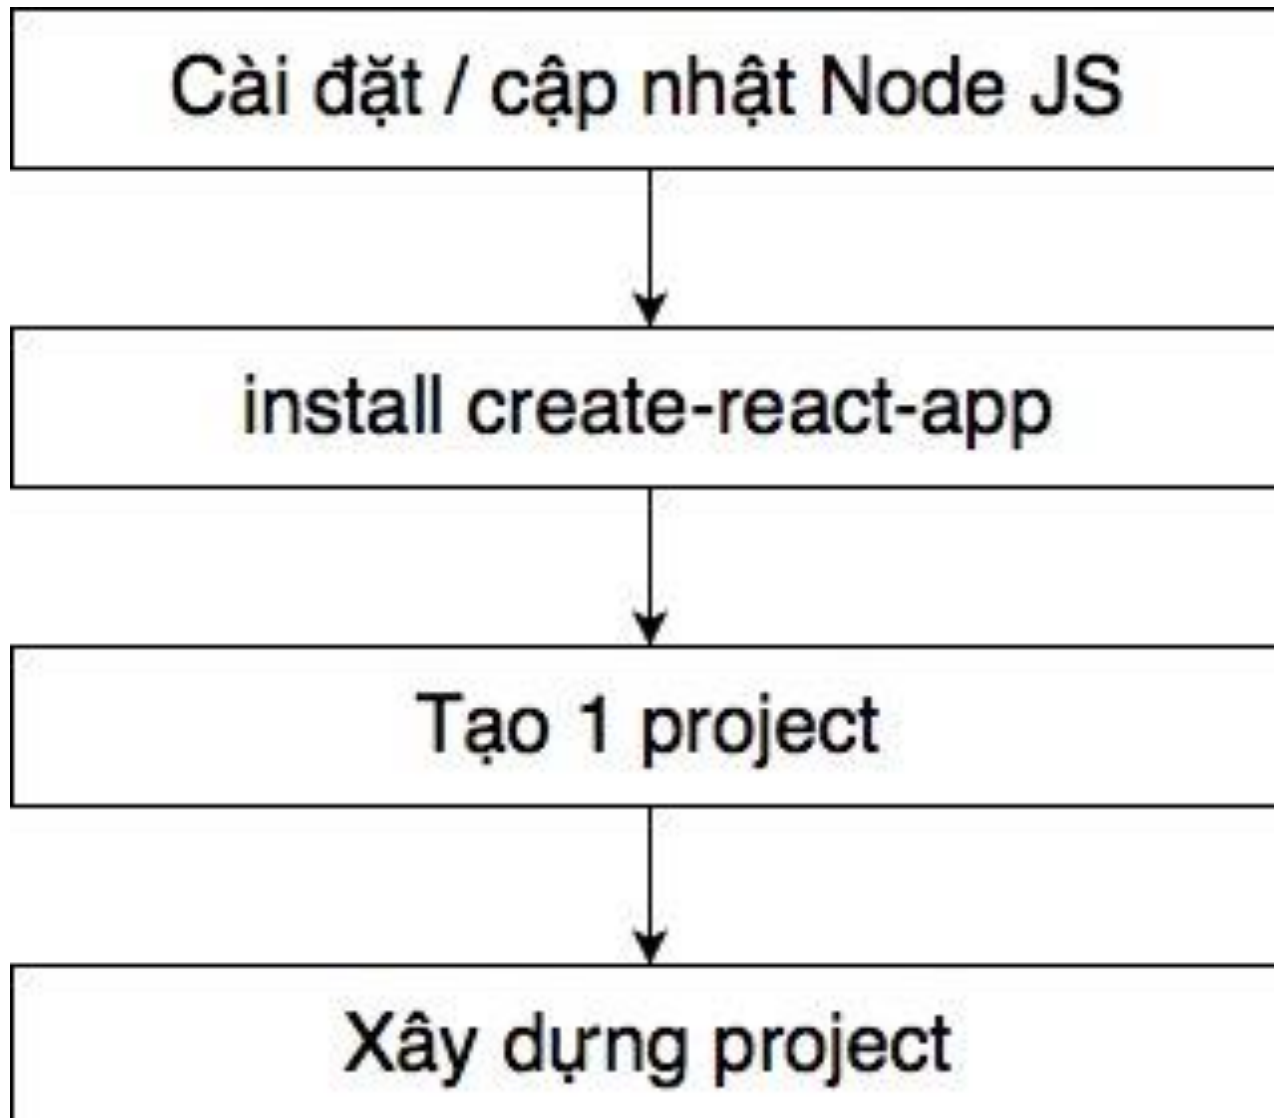 Cài đặt / cập nhật Node JS
install create-react-app
Tạo 1 project
Xây dựng project